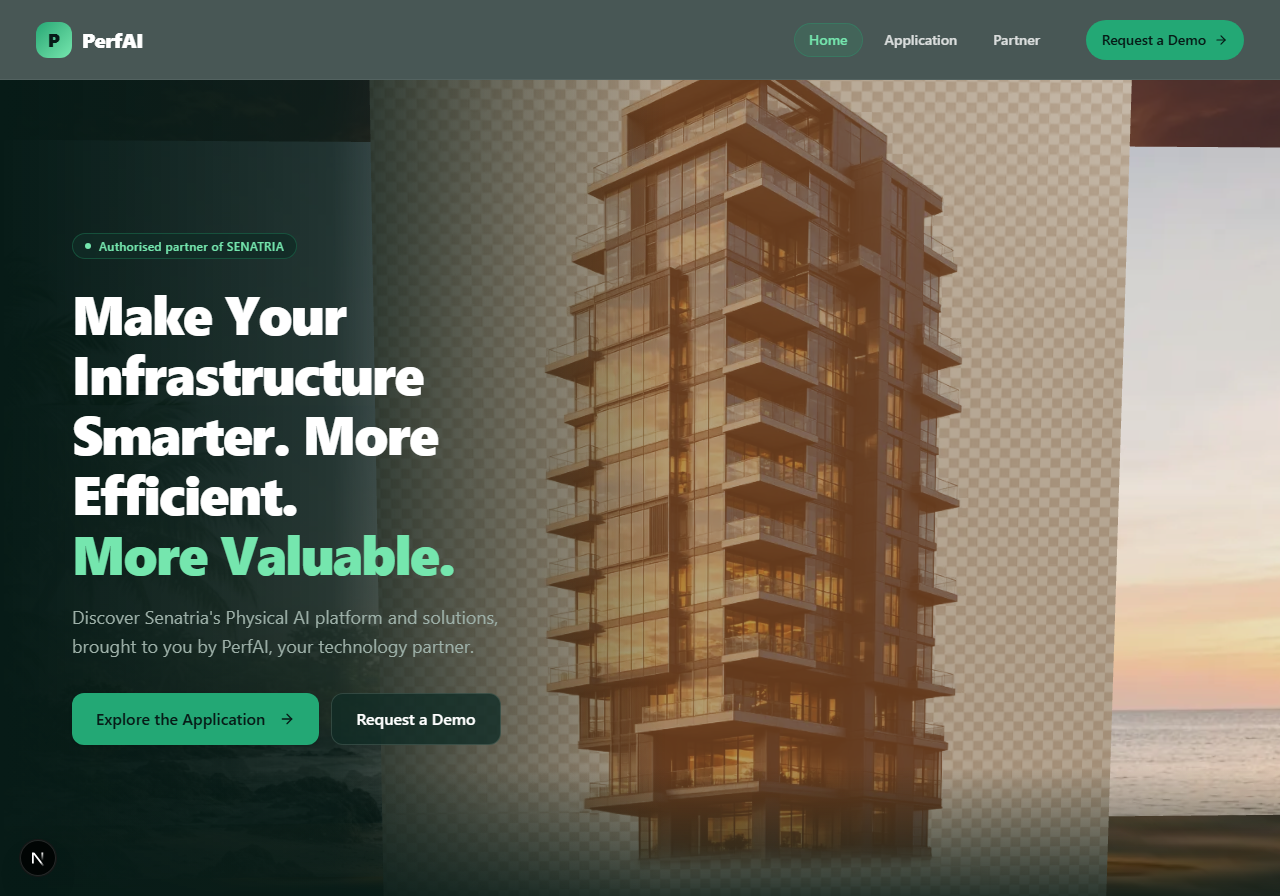 P PerfAI
Home Application Partner Request a Demo →
Authorised partner of SENATRIA
Make Your
Infrastructure
Smarter. More
Efficient.
More Valuable.
Discover Senatria's Physical AI platform and solutions,
brought to you by PerfAI, your technology partner.
Explore the Application → Request a Demo
N